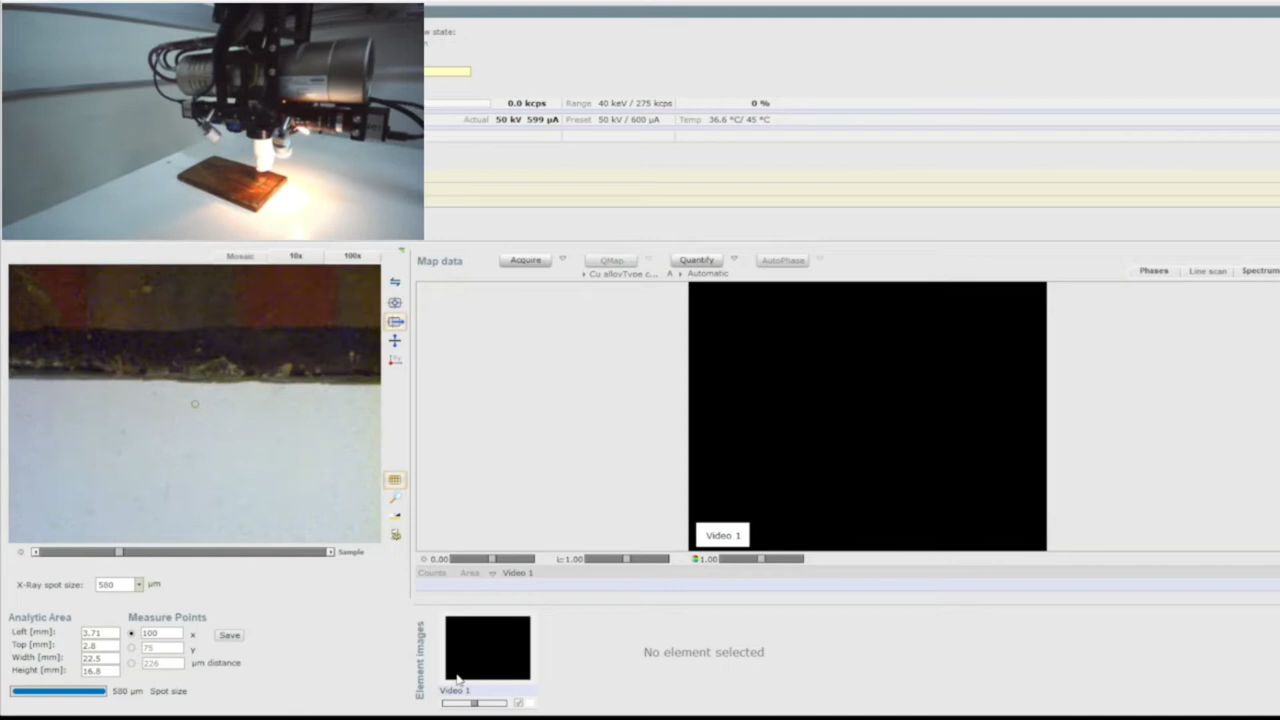 w state:
0.0 kcps Range 40 keV / 275 kcps 0 %
Actual 50 kV 599 µA Preset 50 kV / 600 µA Temp 36.6 °C/ 45 °C
Mosaic 10x 100x
Map data Acquire QMap Quantify AutoPhase
Automatic
Phases Line scan Spectrum
Video 1
Sample
0.00 1.00 1.00
Counts Area Video 1
X-Ray spot size: 580 µm
Analytic Area Measure Points
Left [mm]: 3.71 100 x Save
Top [mm]: 2.8 75 y
Width [mm]: 22.5 226 µm distance
Height [mm]: 16.8
580 µm Spot size
Element images
No element selected
Video 1